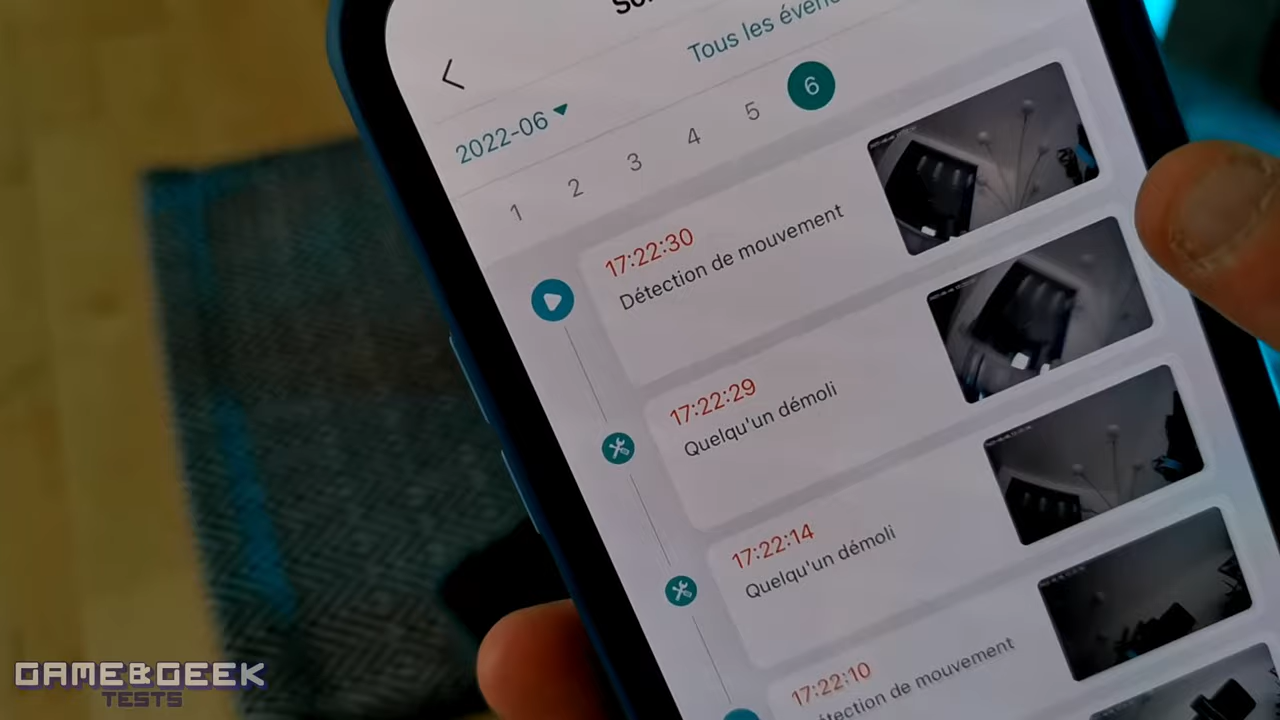 Tous les évén
2022-06
1 2 3 4 5 6
17:22:30
Détection de mouvement
17:22:29
Quelqu'un démoli
17:22:14
Quelqu'un démoli
17:22:10
étection de mouvement
GAME&GEEK
TESTS